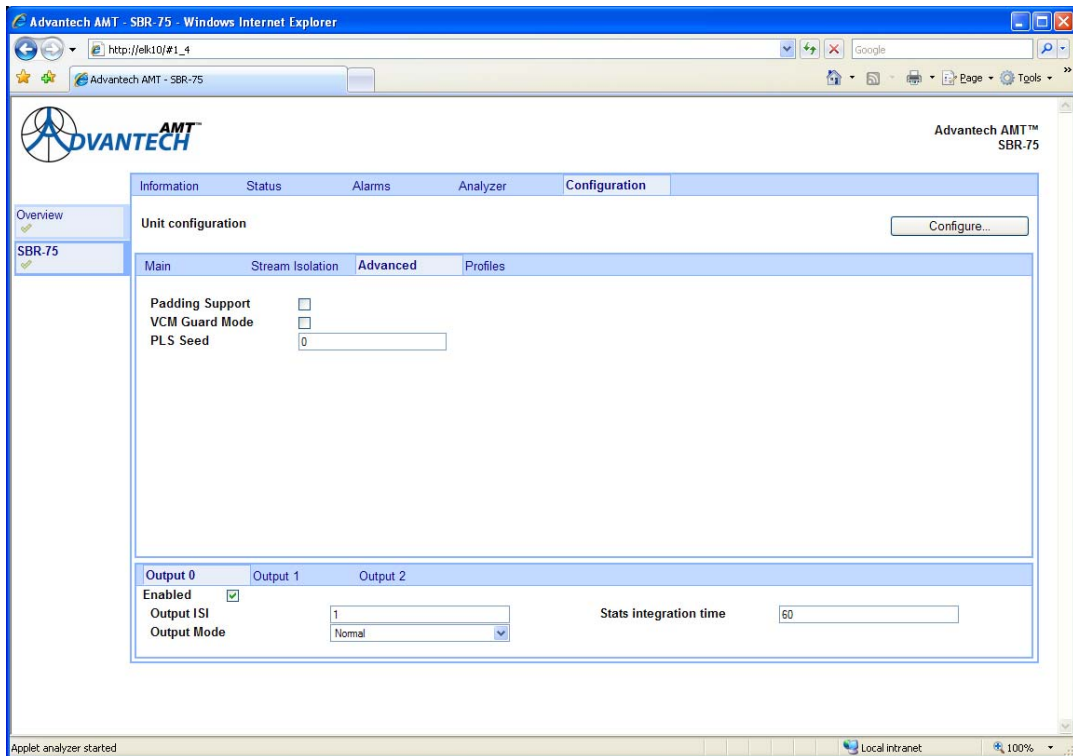 Advantech AMT - SBR-75 - Windows Internet Explorer
http://elk10/#1_4
Google
Advantech AMT - SBR-75
Page Tools »
ADVANTECH AMT™
Advantech AMT™
SBR-75
Information Status Alarms Analyzer Configuration
Overview
SBR-75
Unit configuration
Configure...
Main Stream Isolation Advanced Profiles
Padding Support
VCM Guard Mode
PLS Seed 0
Output 0 Output 1 Output 2
Enabled
Output ISI 1 Stats integration time 60
Output Mode Normal
Applet analyzer started Local intranet 100%